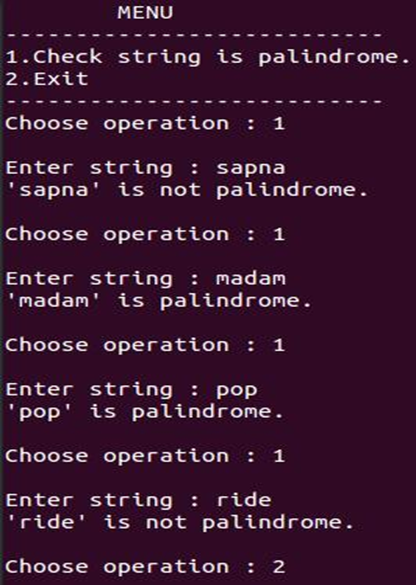 MENU
---------------------------
1.Check string is palindrome.
2.Exit
---------------------------
Choose operation : 1
Enter string : sapna
'sapna' is not palindrome.
Choose operation : 1
Enter string : madam
'madam' is palindrome.
Choose operation : 1
Enter string : pop
'pop' is palindrome.
Choose operation : 1
Enter string : ride
'ride' is not palindrome.
Choose operation : 2